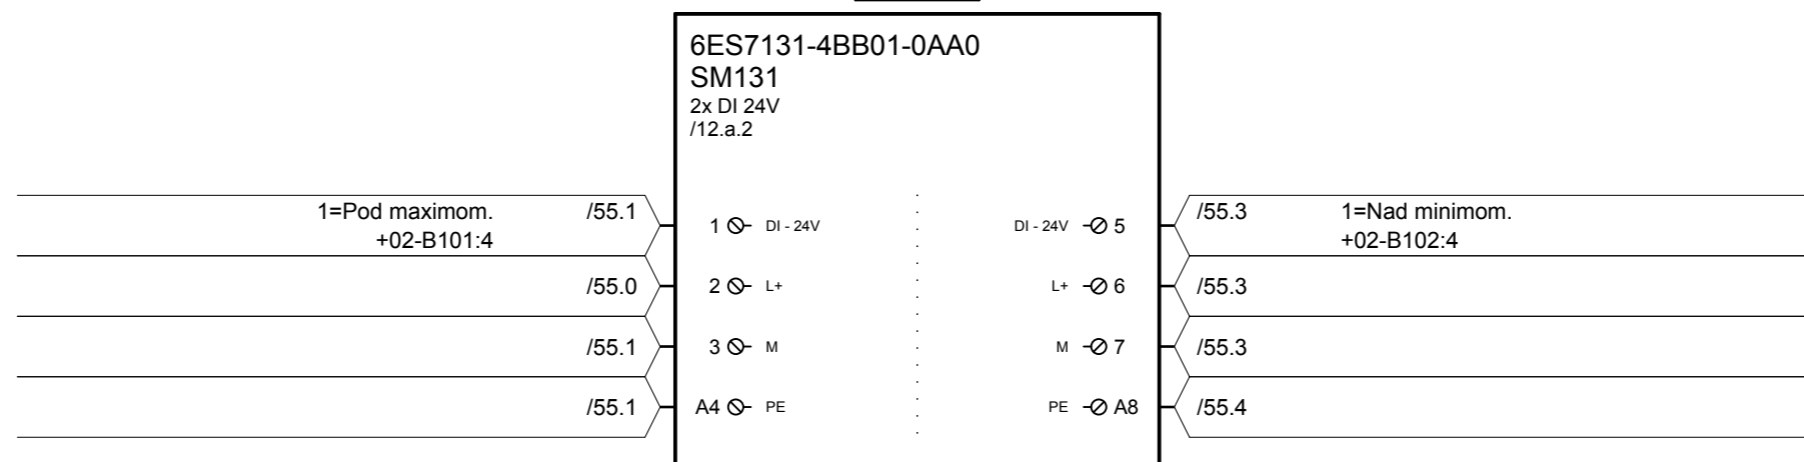 6ES7131-4BB01-0AA0
SM131
2x DI 24V
/12.a.2
1=Pod maximom. /55.1 1 DI - 24V DI - 24V 5 /55.3 1=Nad minimom.
+02-B101:4 +02-B102:4
/55.0 2 L+ L+ 6 /55.3
/55.1 3 M M 7 /55.3
/55.1 A4 PE PE A8 /55.4